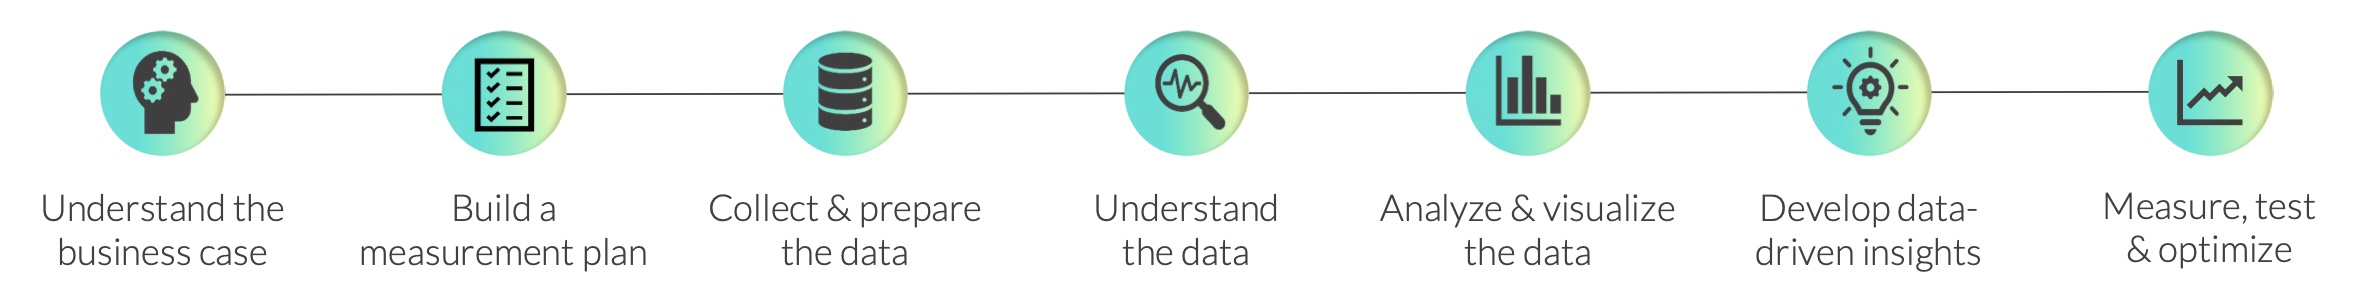 Understand the
business case
Build a
measurement plan
Collect & prepare
the data
Understand
the data
Analyze & visualize
the data
Develop data-
driven insights
Measure, test
& optimize